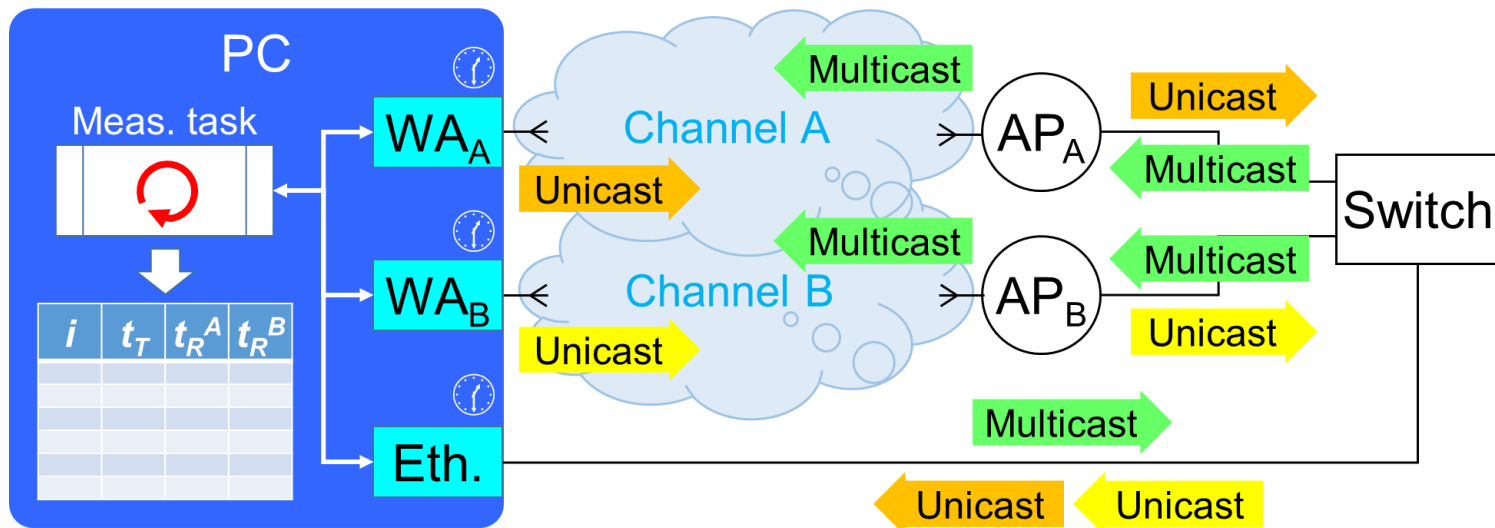 PC
Meas. task
i t_T t_R^A t_R^B
WA_A
WA_B
Eth.
Multicast
Channel A
Unicast
Multicast
Channel B
Unicast
AP_A
AP_B
Unicast
Multicast
Multicast
Unicast
Switch
Multicast
Unicast
Unicast